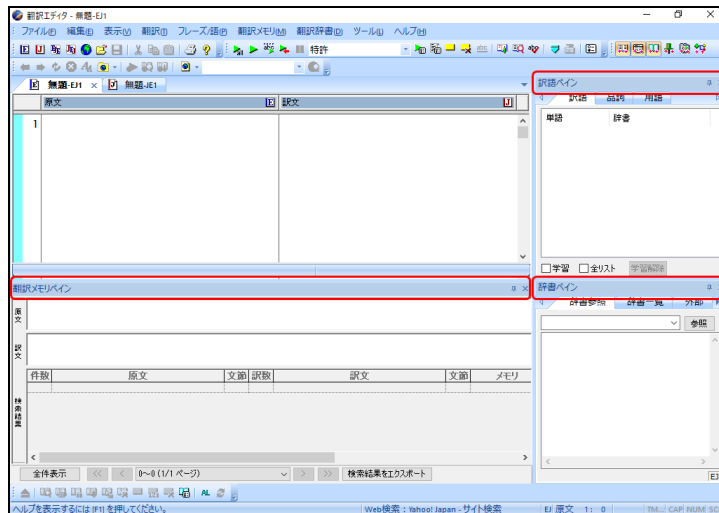 翻訳エディタ - 無題-EJ1
ファイル(F) 編集(E) 表示(V) 翻訳(T) フレーズ/語(P) 翻訳メモリ(M) 翻訳辞書(D) ツール(L) ヘルプ(H)
特許
無題-EJ1 × 無題-JE1
原文 E 訳文 J
1
訳語ペイン
訳語 品詞 用語
単語 辞書
学習 全リスト 学習解除
翻訳メモリペイン
原文
訳文
件数 原文 文節 訳数 訳文 文節 メモリ
検索結果
全件表示 << < 0～0 (1/1 ページ) > >> 検索結果をエクスポート
辞書ペイン
辞書参照 辞書一覧 外部
参照
EJ
ヘルプを表示するには [F1] を押してください。 Web検索：Yahoo! Japan - サイト検索 EJ 原文 1: 0 TM... CAP NUM SC